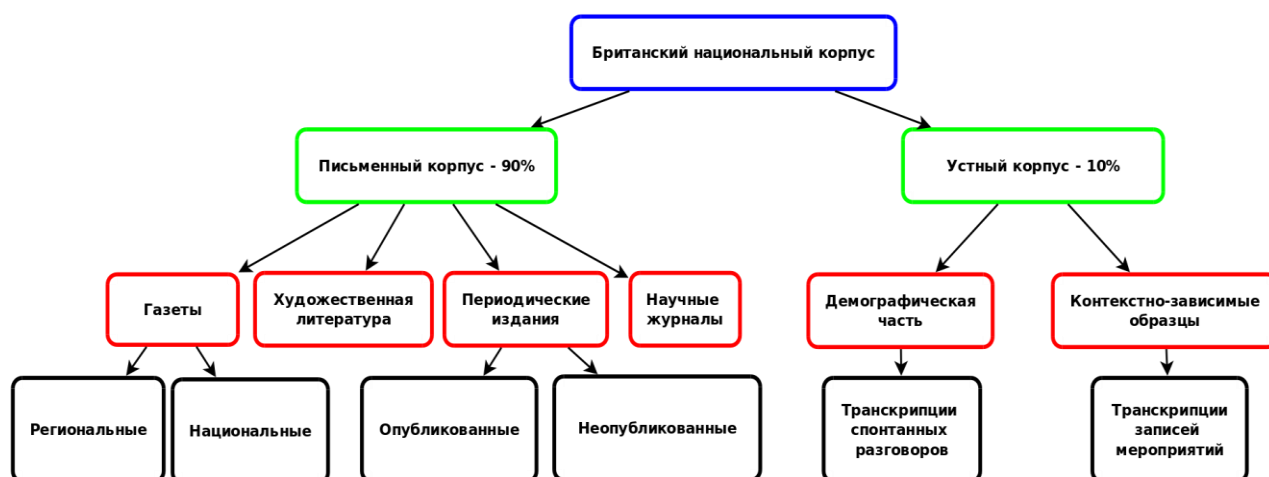 Британский национальный корпус
Письменный корпус - 90%
Устный корпус - 10%
Газеты
Художественная
литература
Периодические
издания
Научные
журналы
Демографическая
часть
Контекстно-зависимые
образцы
Региональные
Национальные
Опубликованные
Неопубликованные
Транскрипции
спонтанных
разговоров
Транскрипции
записей
мероприятий